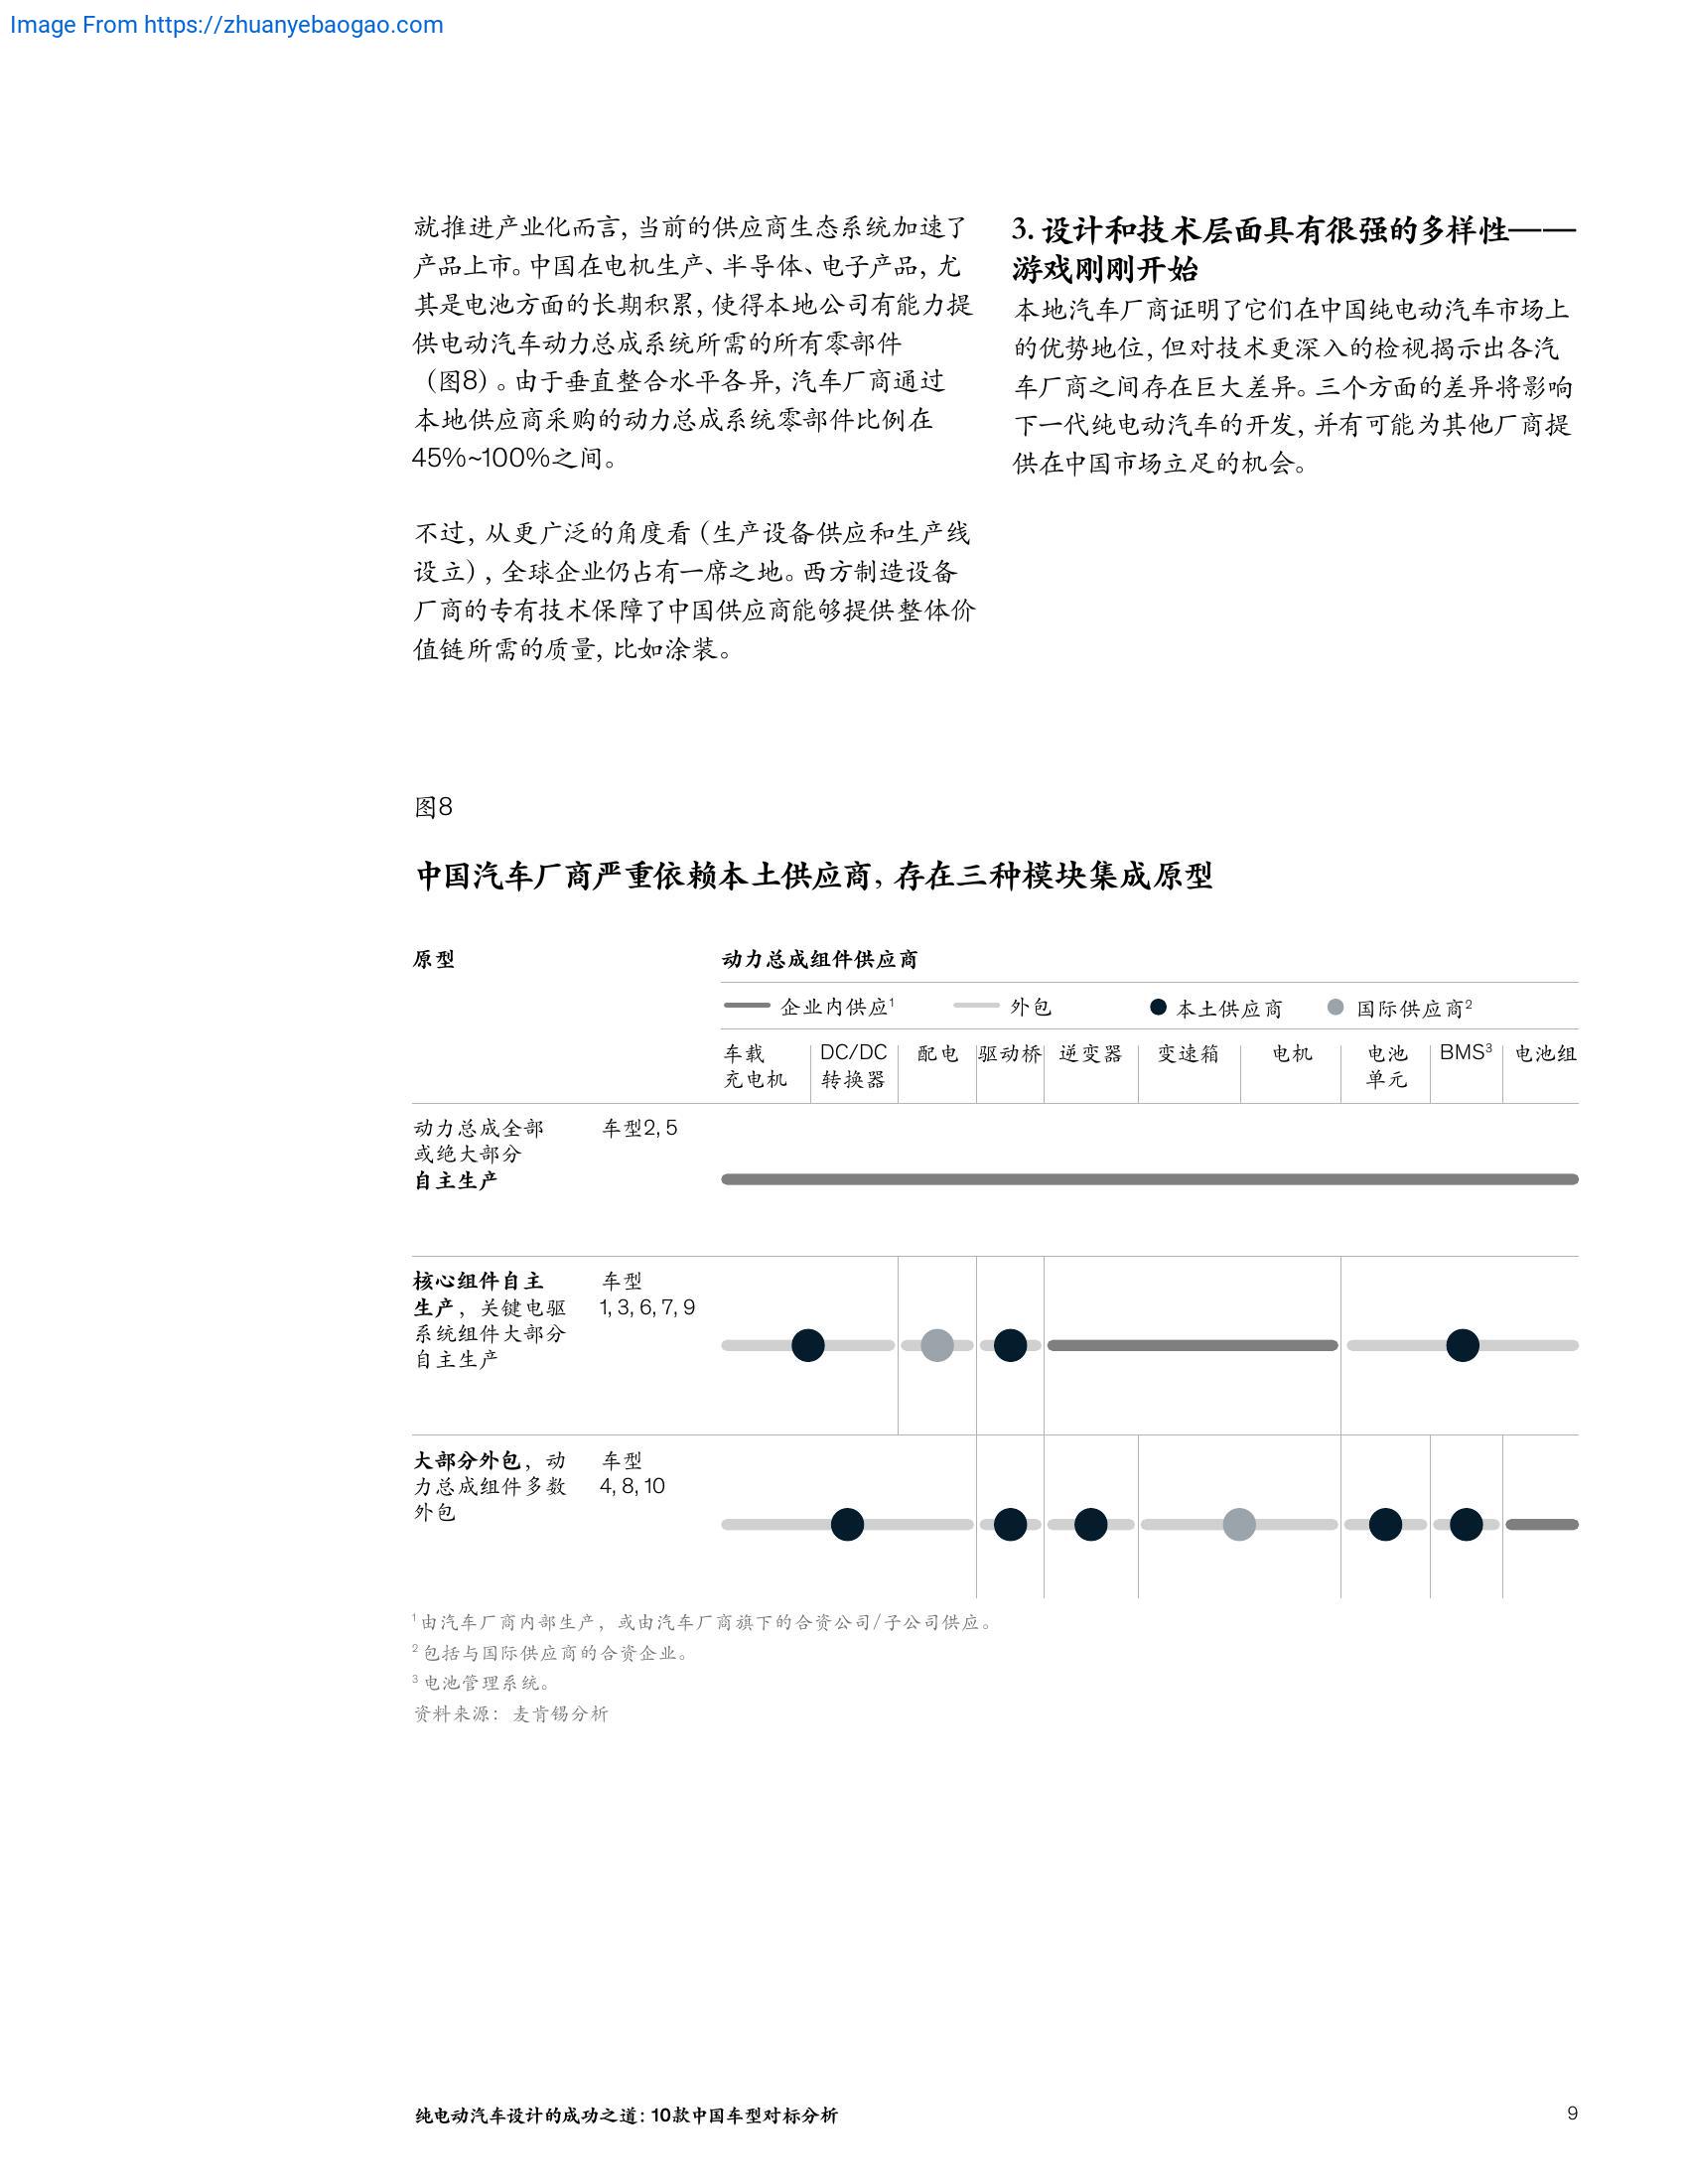 Image From https://zhuanyebaogao.com
就推进产业化而言, 当前的供应商生态系统加速了
产品上市。中国在电机生产、半导体、电子产品, 尤
其是电池方面的长期积累, 使得本地公司有能力提
供电动汽车动力总成系统所需的所有零部件
（图8）。由于垂直整合水平各异, 汽车厂商通过
本地供应商采购的动力总成系统零部件比例在
45%~100%之间。
不过, 从更广泛的角度看（生产设备供应和生产线
设立）, 全球企业仍占有一席之地。西方制造设备
厂商的专有技术保障了中国供应商能够提供整体价
值链所需的质量, 比如涂装。
3. 设计和技术层面具有很强的多样性——
游戏刚刚开始
本地汽车厂商证明了它们在中国纯电动汽车市场上
的优势地位, 但对技术更深入的检视揭示出各汽
车厂商之间存在巨大差异。三个方面的差异将影响
下一代纯电动汽车的开发, 并有可能为其他厂商提
供在中国市场立足的机会。
图8
中国汽车厂商严重依赖本土供应商, 存在三种模块集成原型
原型
动力总成组件供应商
企业内供应¹
外包
本土供应商
国际供应商²
车载
充电机
DC/DC
转换器
配电
驱动桥
逆变器
变速箱
电机
电池
单元
BMS³
电池组
动力总成全部
或绝大部分
自主生产
车型2, 5
核心组件自主
生产，关键电驱
系统组件大部分
自主生产
车型
1, 3, 6, 7, 9
大部分外包，动
力总成组件多数
外包
车型
4, 8, 10
¹ 由汽车厂商内部生产，或由汽车厂商旗下的合资公司/子公司供应。
² 包括与国际供应商的合资企业。
³ 电池管理系统。
资料来源：麦肯锡分析
纯电动汽车设计的成功之道: 10款中国车型对标分析
9